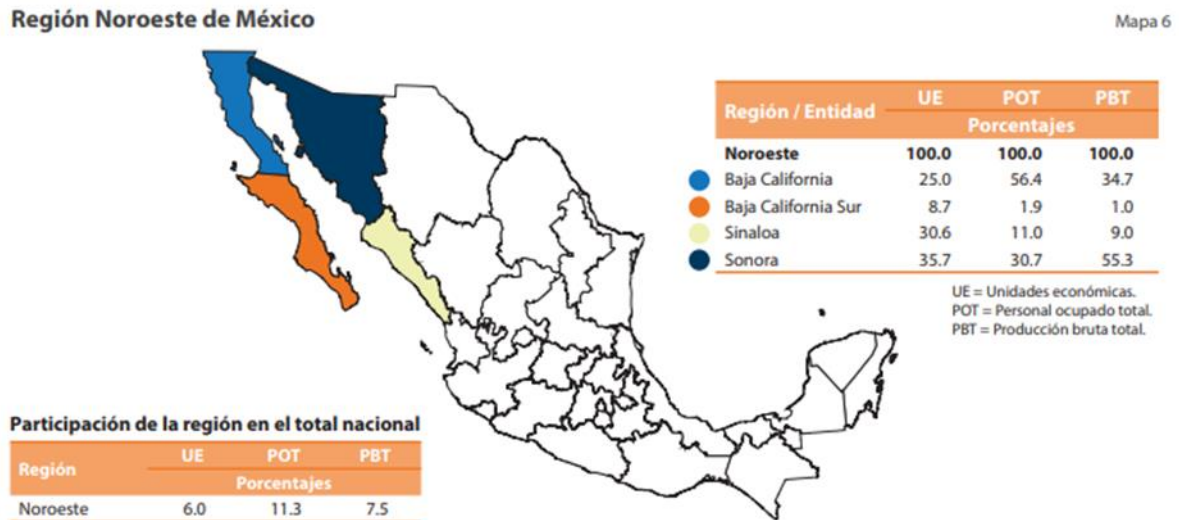 Región Noroeste de México
Mapa 6
Región / Entidad UE POT PBT
Porcentajes
Noroeste 100.0 100.0 100.0
Baja California 25.0 56.4 34.7
Baja California Sur 8.7 1.9 1.0
Sinaloa 30.6 11.0 9.0
Sonora 35.7 30.7 55.3
UE = Unidades económicas.
POT = Personal ocupado total.
PBT = Producción bruta total.
Participación de la región en el total nacional
Región UE POT PBT
Porcentajes
Noroeste 6.0 11.3 7.5